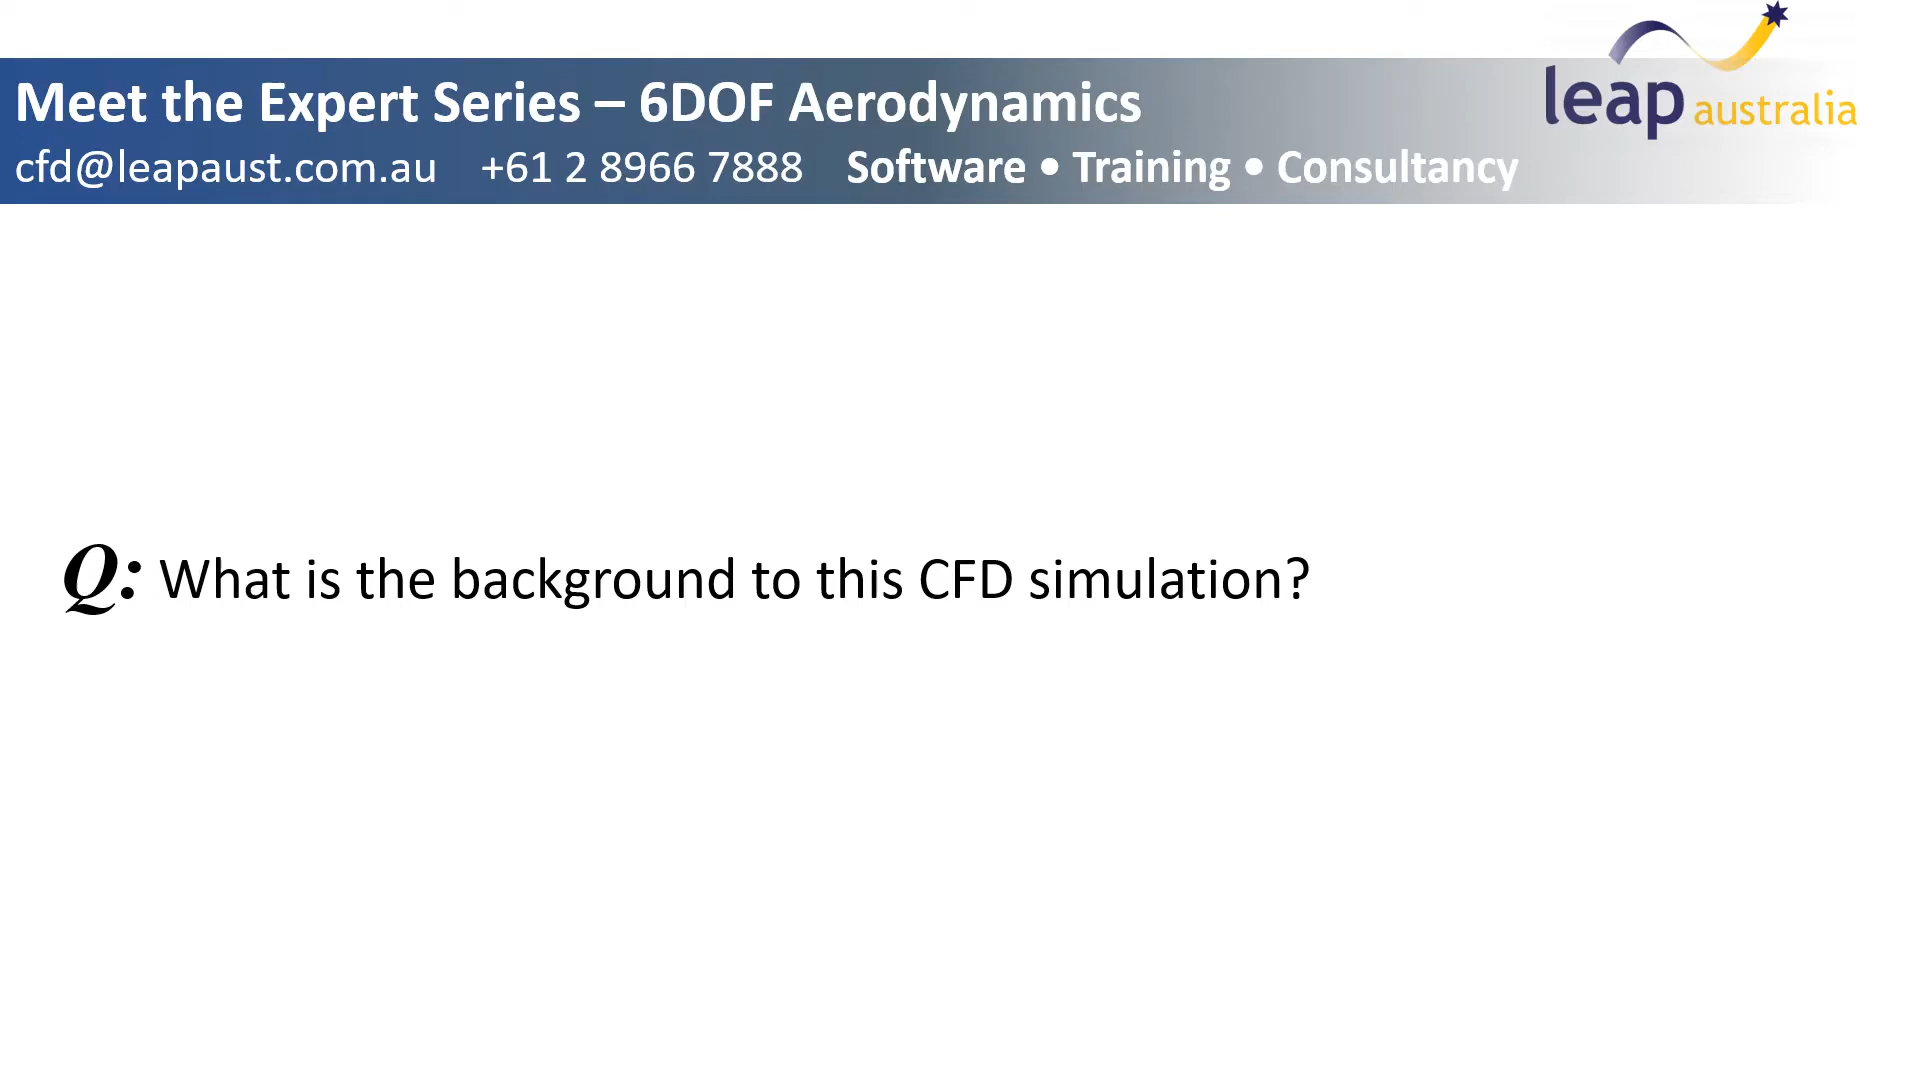 leap australia
Meet the Expert Series – 6DOF Aerodynamics
cfd@leapaust.com.au +61 2 8966 7888 Software • Training • Consultancy
Q: What is the background to this CFD simulation?